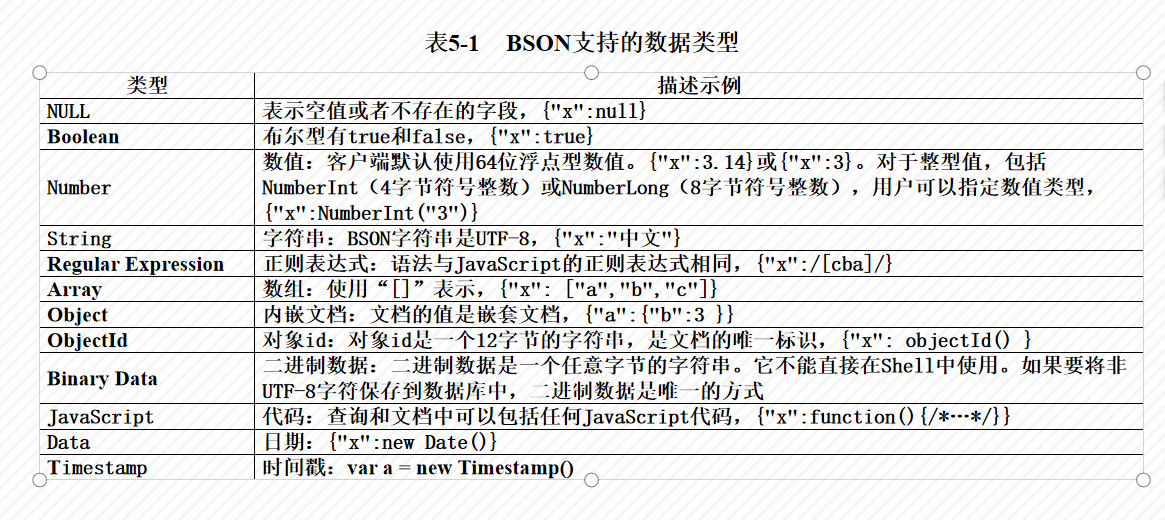 表5-1 BSON支持的数据类型
类型 描述示例
NULL 表示空值或者不存在的字段，{"x":null}
Boolean 布尔型有true和false，{"x":true}
Number 数值：客户端默认使用64位浮点型数值。{"x":3.14}或{"x":3}。对于整型值，包括
NumberInt（4字节符号整数）或NumberLong（8字节符号整数），用户可以指定数值类型，
{"x":NumberInt("3")}
String 字符串：BSON字符串是UTF-8，{"x":"中文"}
Regular Expression 正则表达式：语法与JavaScript的正则表达式相同，{"x":/[cba]/}
Array 数组：使用“[]”表示，{"x": ["a","b","c"]}
Object 内嵌文档：文档的值是嵌套文档，{"a":{"b":3 }}
ObjectId 对象id：对象id是一个12字节的字符串，是文档的唯一标识，{"x": objectId() }
Binary Data 二进制数据：二进制数据是一个任意字节的字符串。它不能直接在Shell中使用。如果要将非
UTF-8字符保存到数据库中，二进制数据是唯一的方式
JavaScript 代码：查询和文档中可以包括任何JavaScript代码，{"x":function(){/*…*/}}
Data 日期：{"x":new Date()}
Timestamp 时间戳：var a = new Timestamp()